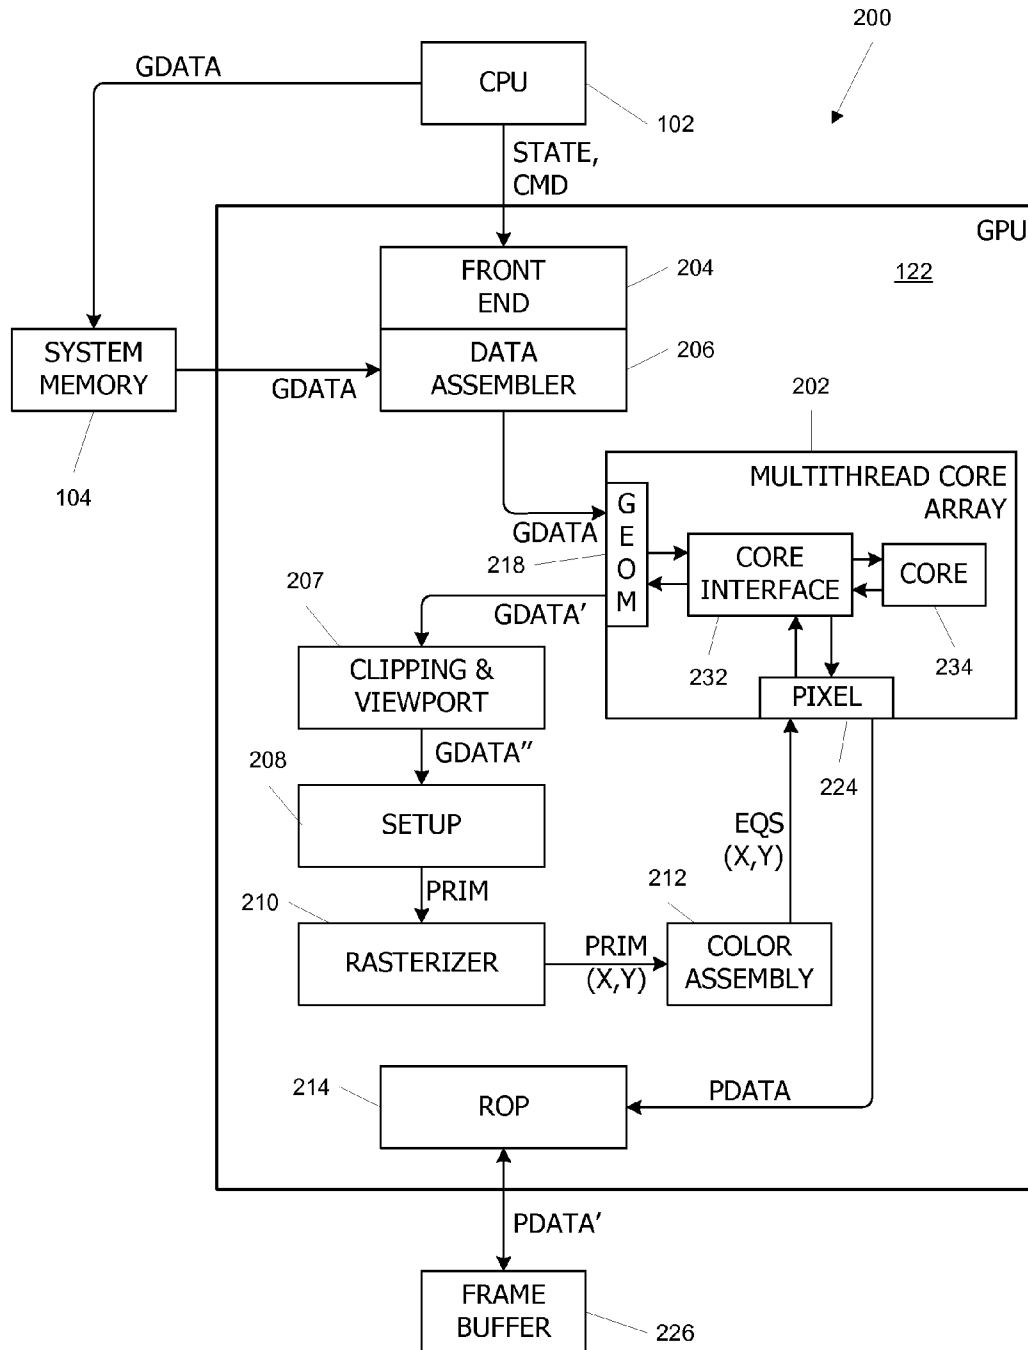 200
GDATA
CPU
102
STATE,
CMD
GPU
122
FRONT
END
204
SYSTEM
MEMORY
104
GDATA
DATA
ASSEMBLER
206
202
MULTITHREAD CORE
ARRAY
GDATA
GEOM
218
CORE
INTERFACE
232
CORE
234
207
GDATA′
CLIPPING &
VIEWPORT
PIXEL
224
GDATA″
208
SETUP
EQS
(X,Y)
PRIM
210
RASTERIZER
PRIM
(X,Y)
212
COLOR
ASSEMBLY
214
ROP
PDATA
PDATA′
FRAME
BUFFER
226